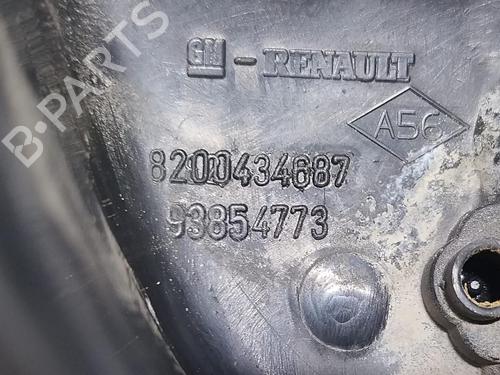 GM - RENAULT
A56
8200434687
93854773
B-PARTS